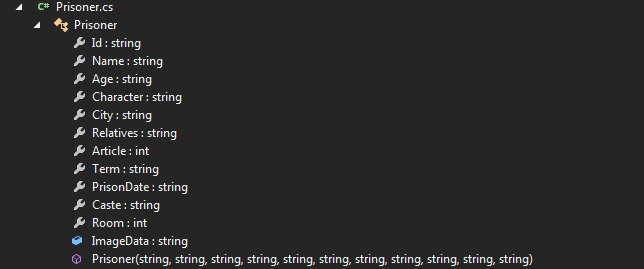 C# Prisoner.cs
Prisoner
Id : string
Name : string
Age : string
Character : string
City : string
Relatives : string
Article : int
Term : string
PrisonDate : string
Caste : string
Room : int
ImageData : string
Prisoner(string, string, string, string, string, string, string, string, string, string, string)